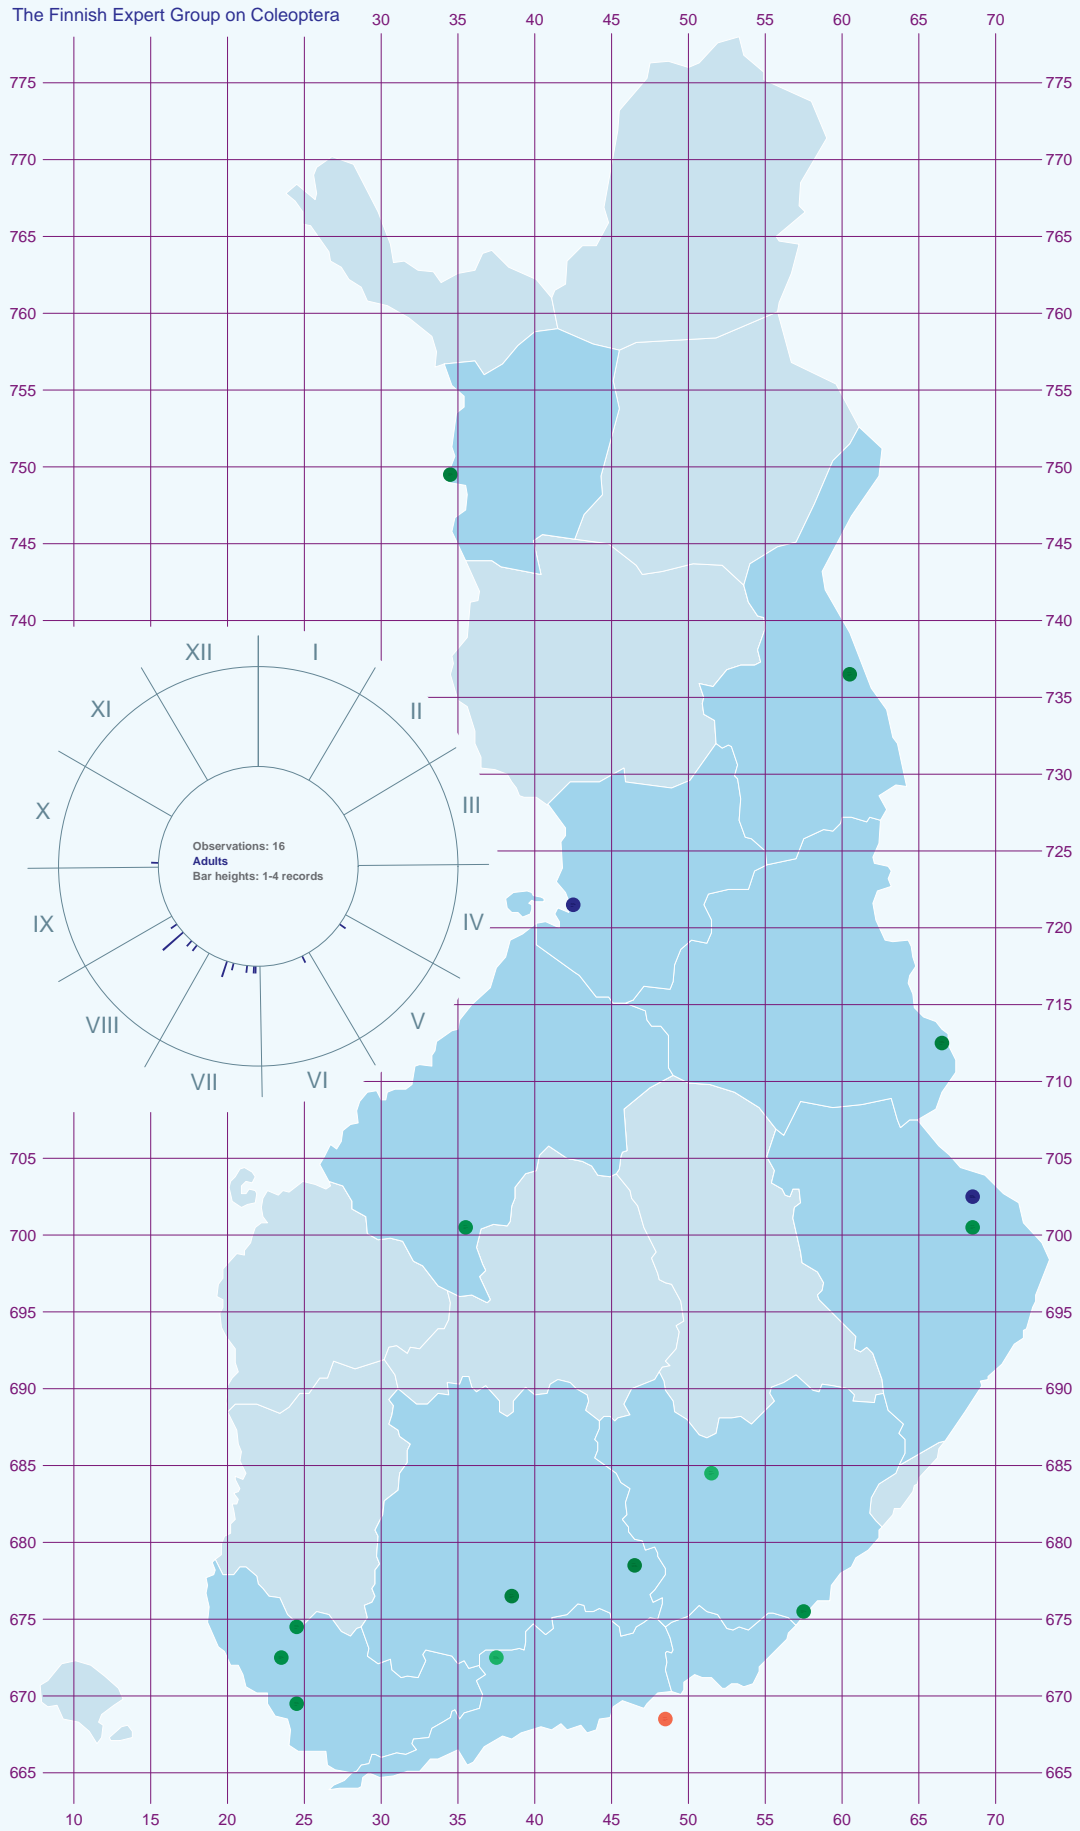 The Finnish Expert Group on Coleoptera
30 35 40 45 50 55 60 65 70
775 775
770 770
765 765
760 760
755 755
750 750
745 745
740 740
XII I
XI II
735
730
X III
725
Observations: 16
Adults
Bar heights: 1-4 records
IX IV
720
715
VIII V
VII VI
710
705 705
700 700
695 695
690 690
685 685
680 680
675 675
670 670
665 665
10 15 20 25 30 35 40 45 50 55 60 65 70